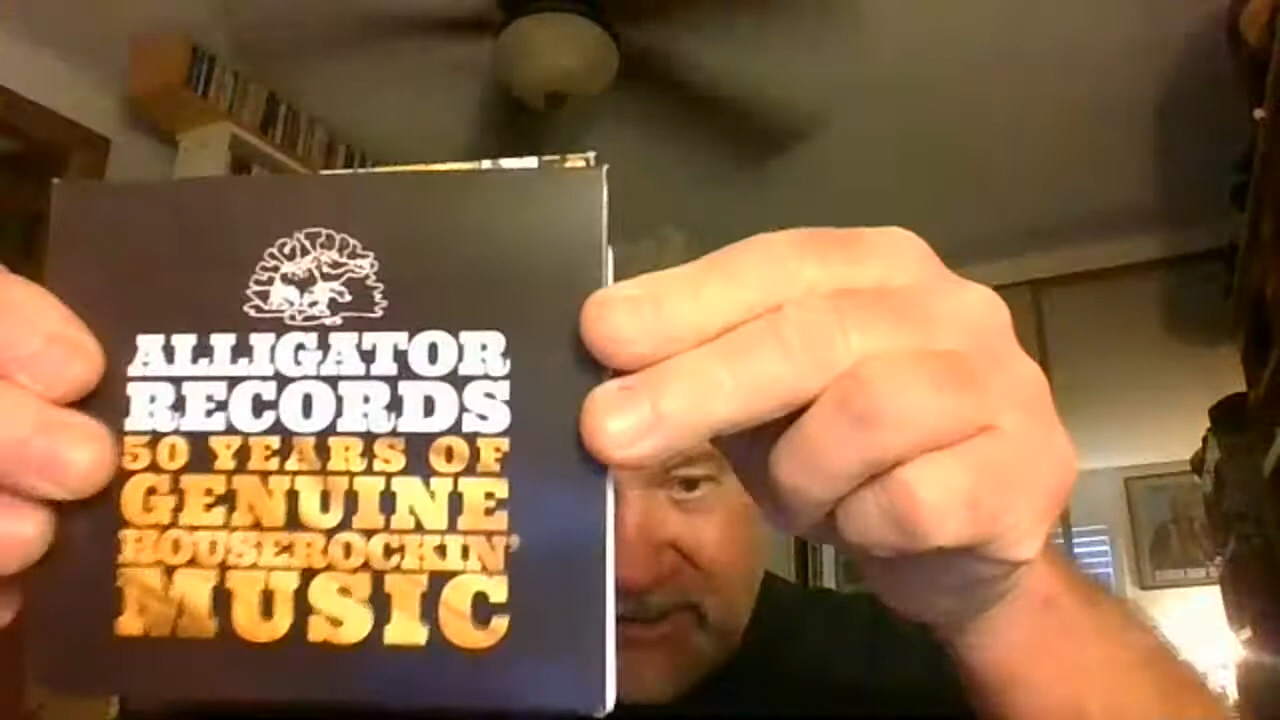 ALLIGATOR
RECORDS
50 YEARS OF
GENUINE
HOUSEROCKIN'
MUSIC